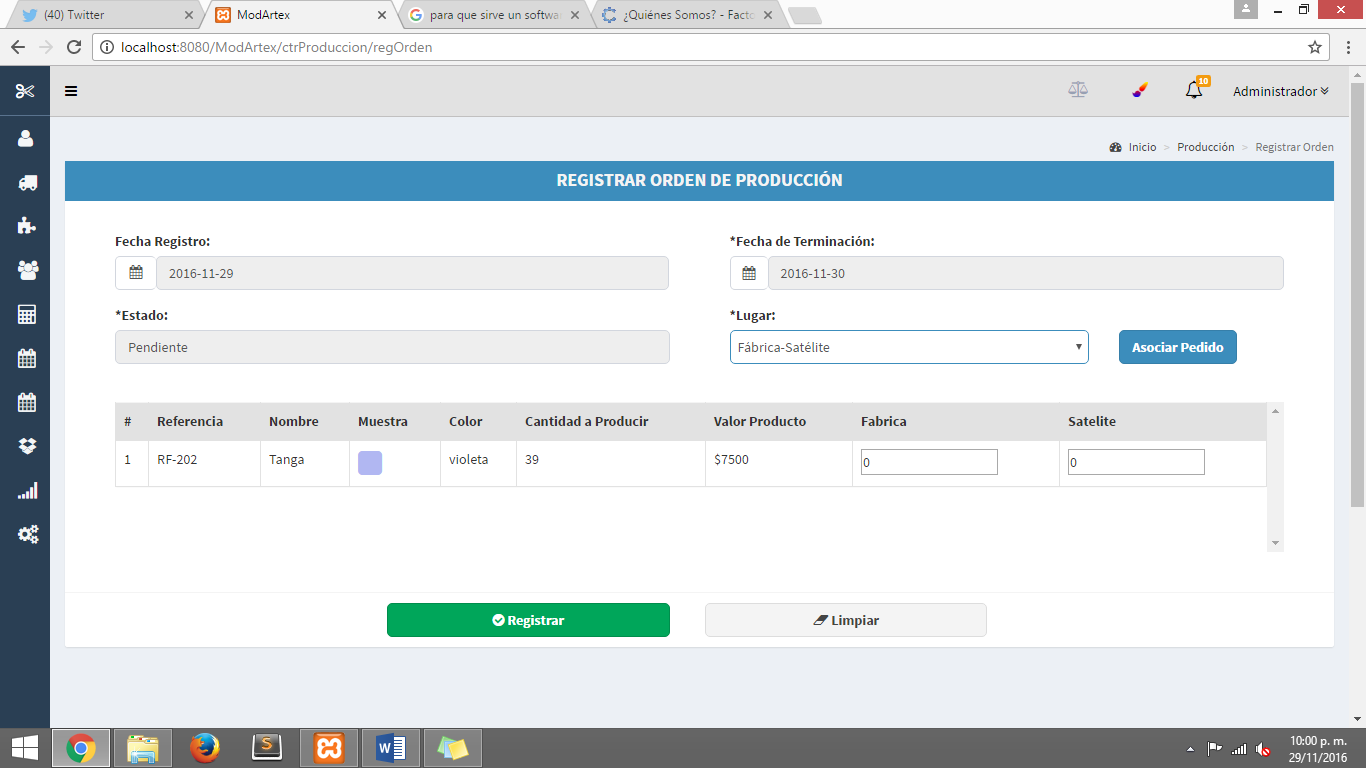 (40) Twitter
ModArtex
para que sirve un softwa
¿Quiénes Somos? - Facto
localhost:8080/ModArtex/ctrProduccion/regOrden
10
Administrador
Inicio > Producción > Registrar Orden
REGISTRAR ORDEN DE PRODUCCIÓN
Fecha Registro:
*Fecha de Terminación:
2016-11-29
2016-11-30
*Estado:
*Lugar:
Pendiente
Fábrica-Satélite
Asociar Pedido
# Referencia Nombre Muestra Color Cantidad a Producir Valor Producto Fabrica Satelite
1 RF-202 Tanga violeta 39 $7500 0 0
Registrar
Limpiar
10:00 p. m.
29/11/2016